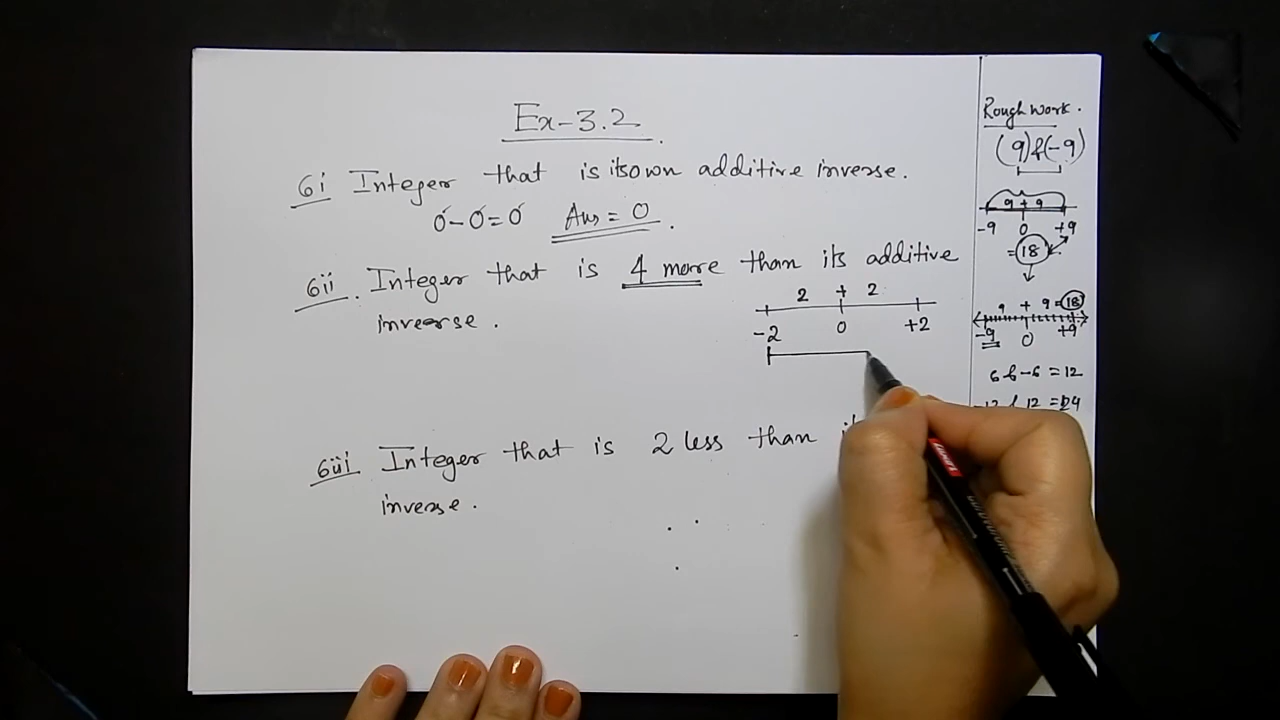 Ex-3.2
6i Integer that is its own additive inverse.
0-0=0 Ans = 0
6ii. Integer that is 4 more than its additive
inverse.
2 + 2
-2 0 +2
6iii Integer that is 2 less than
inverse.
Rough work.
(9)&(-9)
9+9
-9 0 +9
=18
9 + 9=18
-9 0 +9
6 & -6 = 12
12 =24